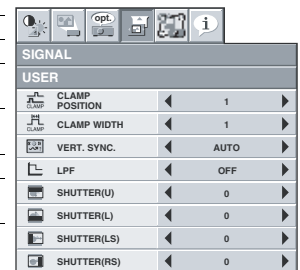 opt.
i
SIGNAL
USER
CLAMP CLAMP POSITION 1
CLAMP CLAMP WIDTH 1
VERT. SYNC. AUTO
LPF OFF
SHUTTER(U) 0
SHUTTER(L) 0
SHUTTER(LS) 0
SHUTTER(RS) 0